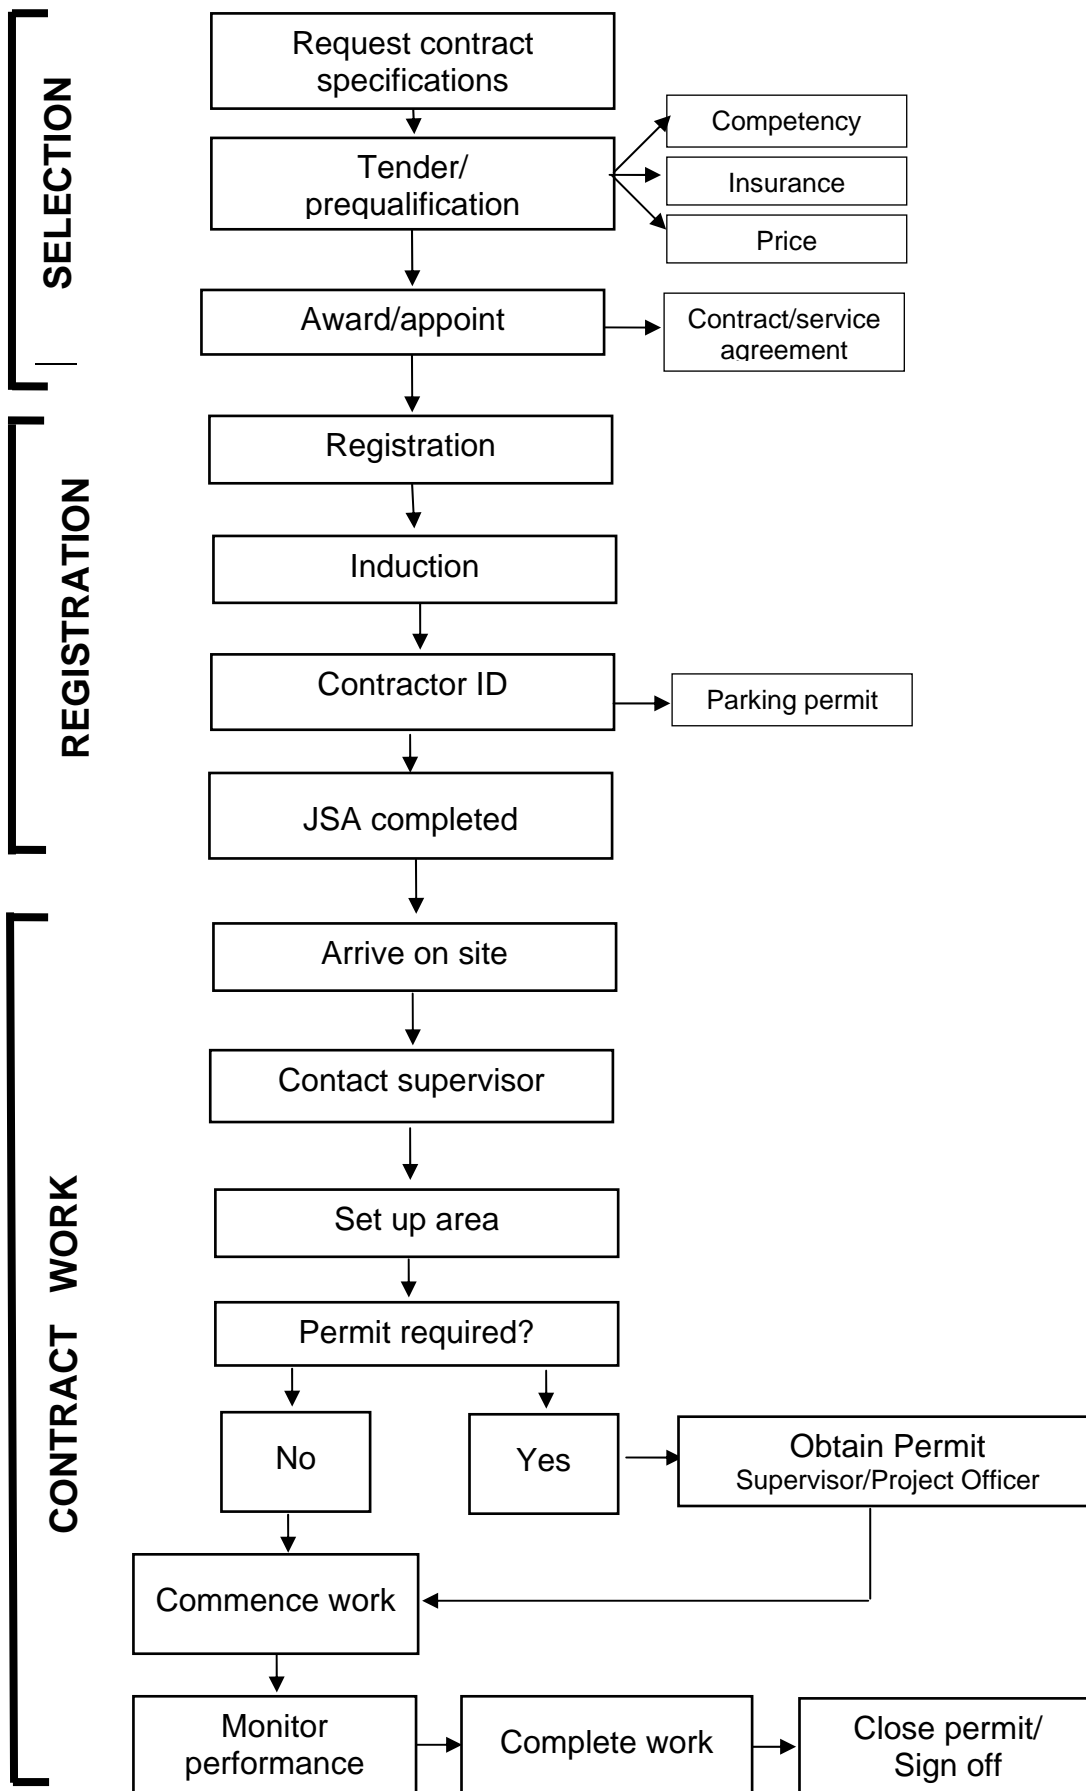 SELECTION
Request contract
specifications
Tender/
prequalification
Competency
Insurance
Price
Award/appoint
Contract/service
agreement
REGISTRATION
Registration
Induction
Contractor ID
Parking permit
JSA completed
CONTRACT WORK
Arrive on site
Contact supervisor
Set up area
Permit required?
No
Yes
Obtain Permit
Supervisor/Project Officer
Commence work
Monitor
performance
Complete work
Close permit/
Sign off